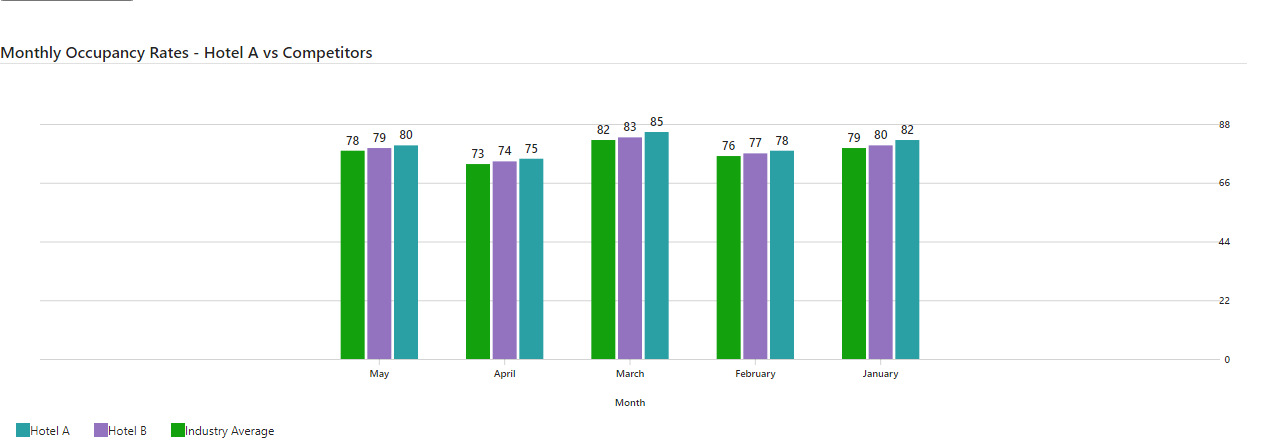 Monthly Occupancy Rates - Hotel A vs Competitors
88
66
44
22
0
78 79 80
73 74 75
82 83 85
76 77 78
79 80 82
May April March February January
Month
Hotel A Hotel B Industry Average